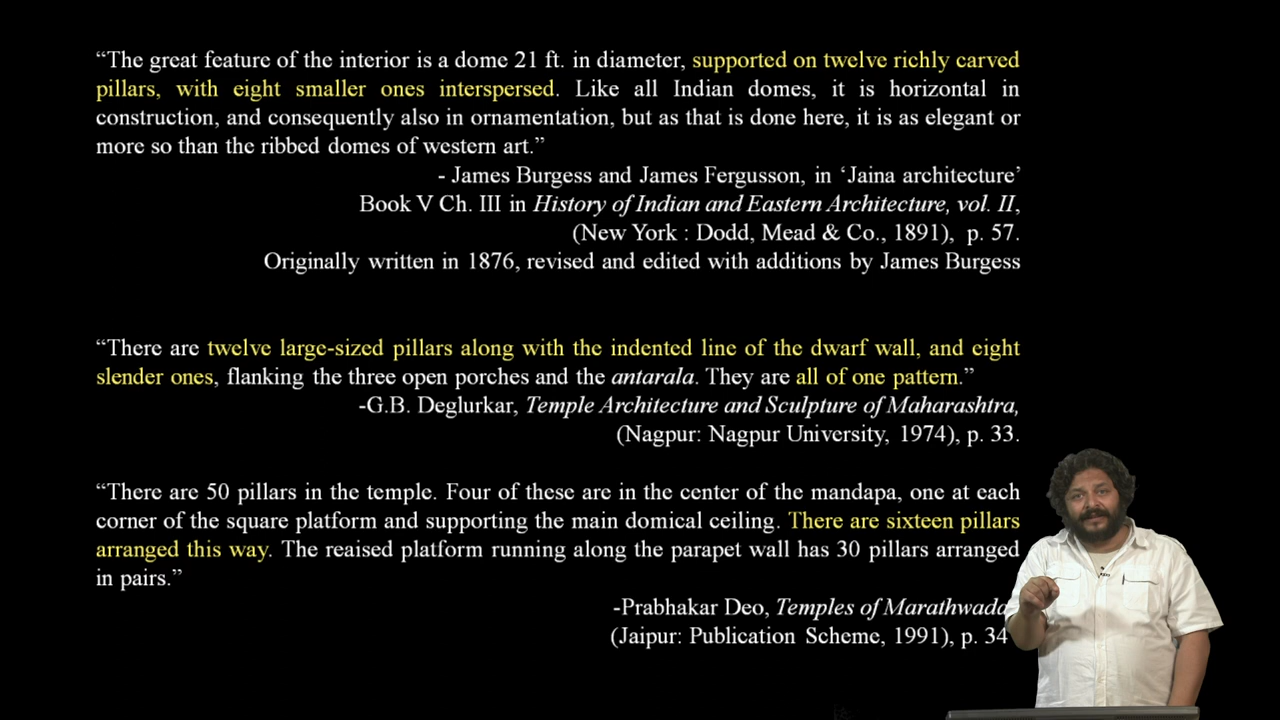 “The great feature of the interior is a dome 21 ft. in diameter, supported on twelve richly carved
pillars, with eight smaller ones interspersed. Like all Indian domes, it is horizontal in
construction, and consequently also in ornamentation, but as that is done here, it is as elegant or
more so than the ribbed domes of western art.”
- James Burgess and James Fergusson, in ‘Jaina architecture’
Book V Ch. III in History of Indian and Eastern Architecture, vol. II,
(New York : Dodd, Mead & Co., 1891), p. 57.
Originally written in 1876, revised and edited with additions by James Burgess
“There are twelve large-sized pillars along with the indented line of the dwarf wall, and eight
slender ones, flanking the three open porches and the antarala. They are all of one pattern.”
-G.B. Deglurkar, Temple Architecture and Sculpture of Maharashtra,
(Nagpur: Nagpur University, 1974), p. 33.
“There are 50 pillars in the temple. Four of these are in the center of the mandapa, one at each
corner of the square platform and supporting the main domical ceiling. There are sixteen pillars
arranged this way. The reaised platform running along the parapet wall has 30 pillars arranged
in pairs.”
-Prabhakar Deo, Temples of Marathwada
(Jaipur: Publication Scheme, 1991), p. 34